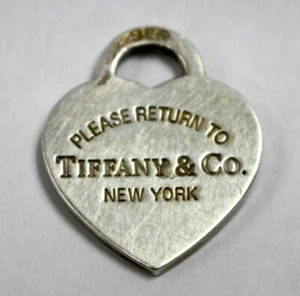 PLEASE RETURN TO
TIFFANY & CO.
NEW YORK